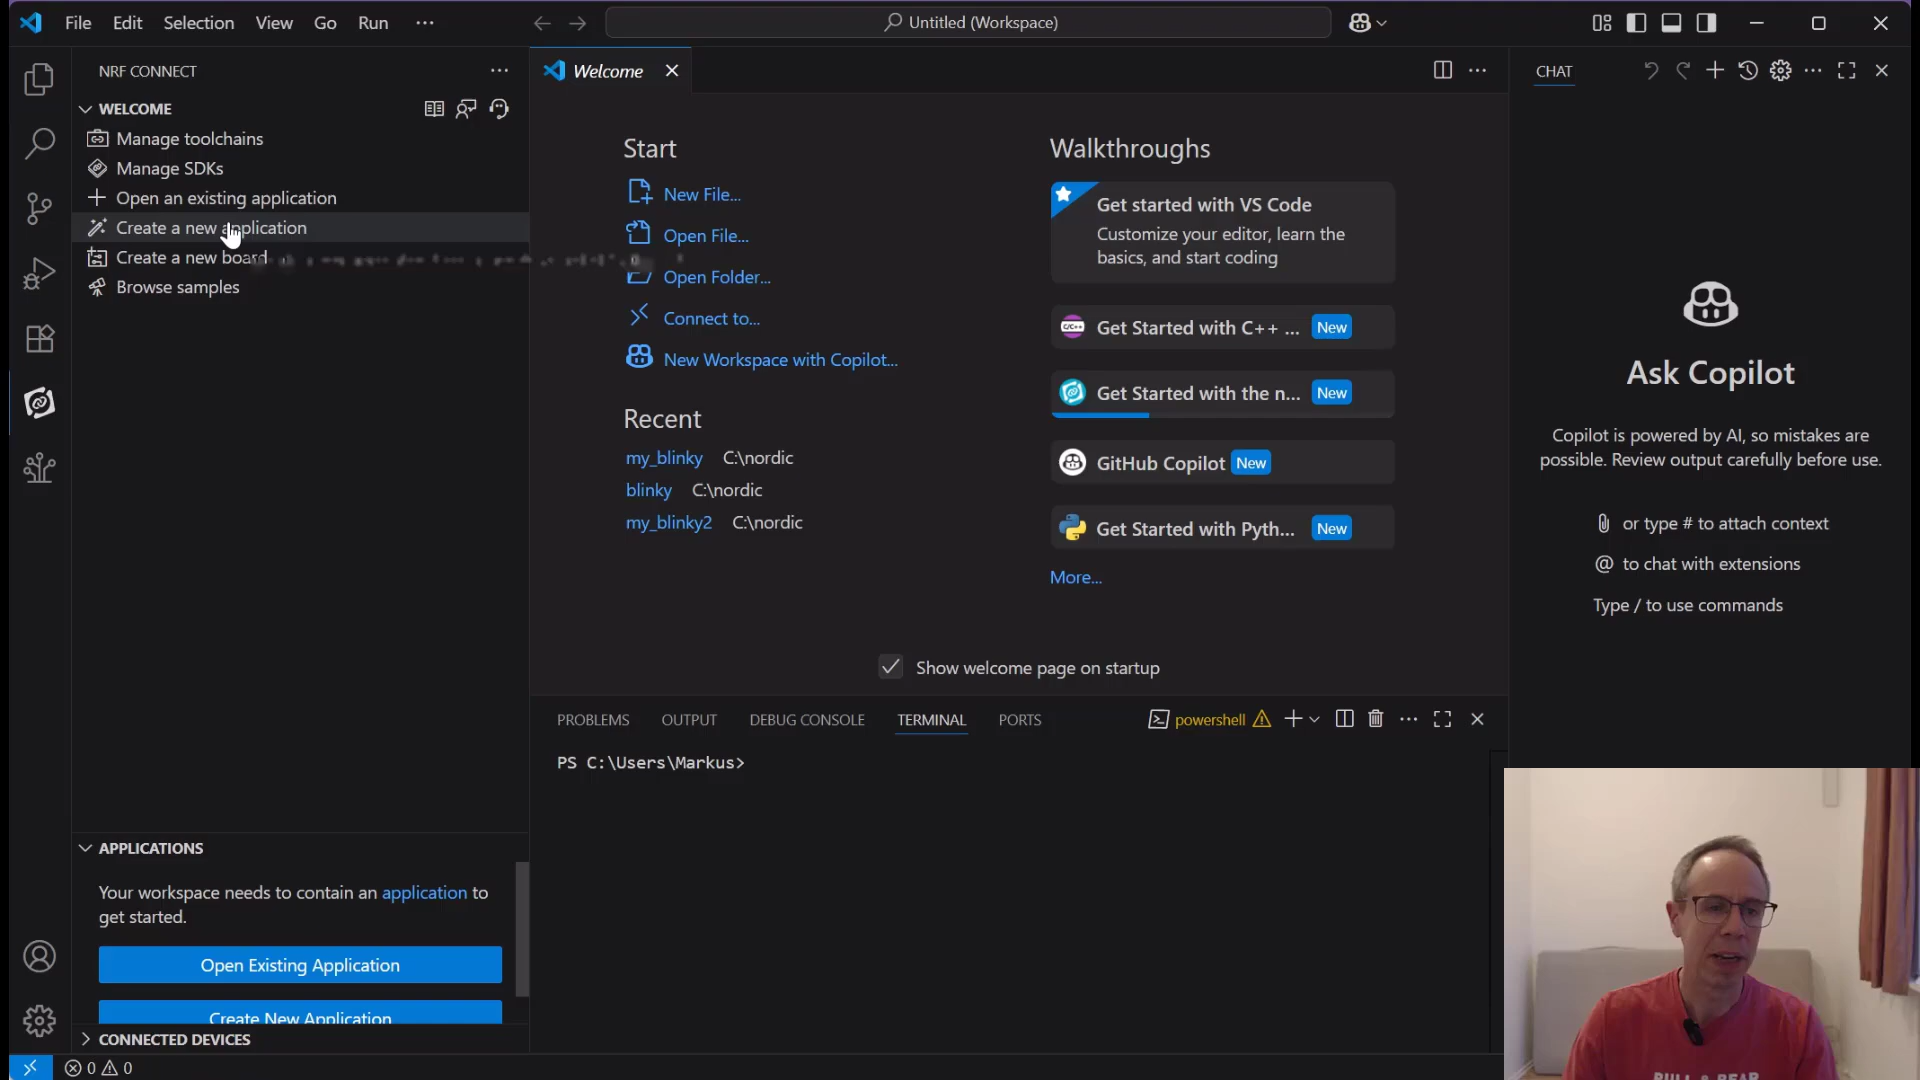 File Edit Selection View Go Run ···
Untitled (Workspace)
NRF CONNECT
WELCOME
Manage toolchains
Manage SDKs
Open an existing application
Create a new application
Create a new board
Browse samples
APPLICATIONS
Your workspace needs to contain an application to
get started.
Open Existing Application
Create New Application
CONNECTED DEVICES
0 0
Welcome
Start
New File...
Open File...
Open Folder...
Connect to...
New Workspace with Copilot...
Recent
my_blinky C:\nordic
blinky C:\nordic
my_blinky2 C:\nordic
Walkthroughs
Get started with VS Code
Customize your editor, learn the
basics, and start coding
C/C++
Get Started with C++ ... New
Get Started with the n... New
GitHub Copilot New
Get Started with Pyth... New
More...
Show welcome page on startup
PROBLEMS OUTPUT DEBUG CONSOLE TERMINAL PORTS
powershell
PS C:\Users\Markus>
CHAT
Ask Copilot
Copilot is powered by AI, so mistakes are
possible. Review output carefully before use.
or type # to attach context
@ to chat with extensions
Type / to use commands
PULL & BEAR